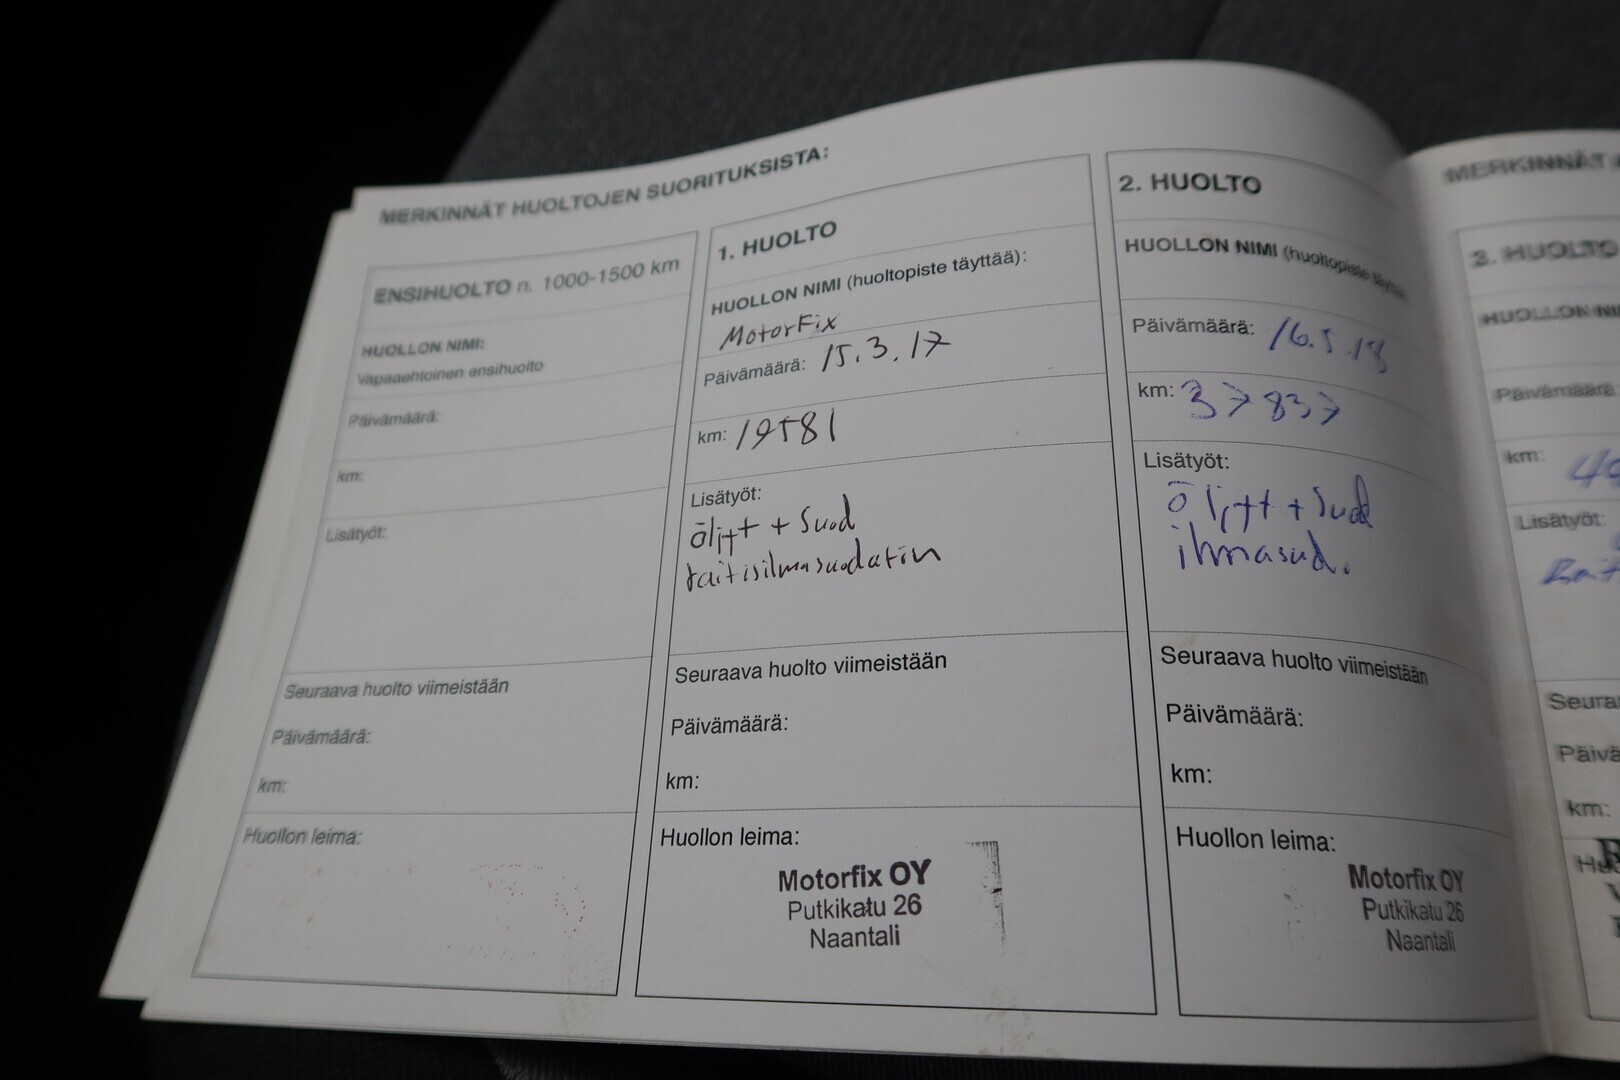 MERKINNÄT HUOLTOJEN SUORITUKSISTA:
ENSIHUOLTO n. 1000-1500 km
HUOLLON NIMI:
Vapaaehtoinen ensihuolto
Päivämäärä:
km:
Lisätyöt:
Seuraava huolto viimeistään
Päivämäärä:
km:
Huollon leima:
1. HUOLTO
HUOLLON NIMI (huoltopiste täyttää):
MotorFix
Päivämäärä: 15.3.17
km: 19581
Lisätyöt:
öljyt + suod
raitisilmasuodatin
Seuraava huolto viimeistään
Päivämäärä:
km:
Huollon leima:
Motorfix OY
Putkikatu 26
Naantali
2. HUOLTO
HUOLLON NIMI (huoltopiste
Päivämäärä: 16.5.18
km: 37837
Lisätyöt:
öljyt + suod
ilmasud.
Seuraava huolto viimeistään
Päivämäärä:
km:
Huollon leima:
Motorfix OY
Putkikatu 26
Naantali
MERKINNÄT
3. HUOLTO
HUOLLON
Päivämäärä
km:
Lisätyöt:
km: